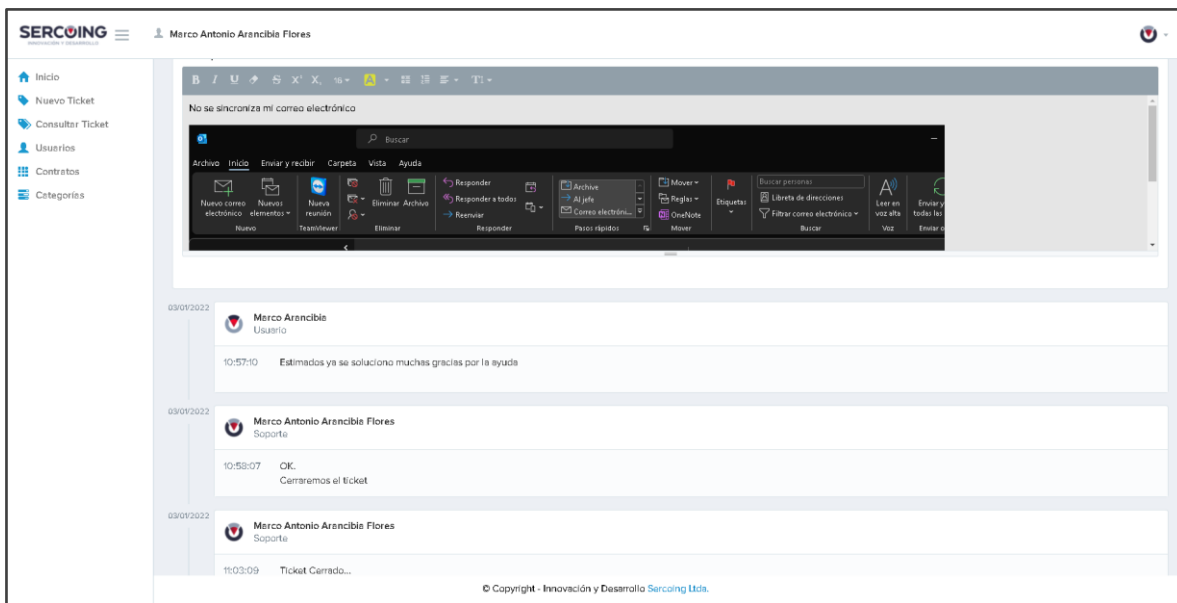 SERCOING
INNOVACIÓN Y DESARROLLO
Marco Antonio Arancibia Flores
Inicio
Nuevo Ticket
Consultar Ticket
Usuarios
Contratos
Categorías
No se sincroniza mi correo electrónico
Buscar
Archivo Inicio Enviar y recibir Carpeta Vista Ayuda
Nuevo correo electrónico
Nuevos elementos
Nuevo
Nueva reunión
TeamViewer
Eliminar Archivo
Eliminar
Responder
Responder a todos
Reenviar
Responder
Archive
Al jefe
Correo electróni...
Pasos rápidos
Mover
Reglas
OneNote
Mover
Etiquetas
Buscar personas
Libreta de direcciones
Filtrar correo electrónico
Buscar
Leer en voz alta
Voz
Enviar y
todas las
Enviar
03/01/2022
Marco Arancibia
Usuario
10:57:10 Estimados ya se soluciono muchas gracias por la ayuda
03/01/2022
Marco Antonio Arancibia Flores
Soporte
10:58:07 OK.
Cerraremos el ticket
03/01/2022
Marco Antonio Arancibia Flores
Soporte
11:03:09 Ticket Cerrado...
© Copyright - Innovación y Desarrollo Sercoing Ltda.